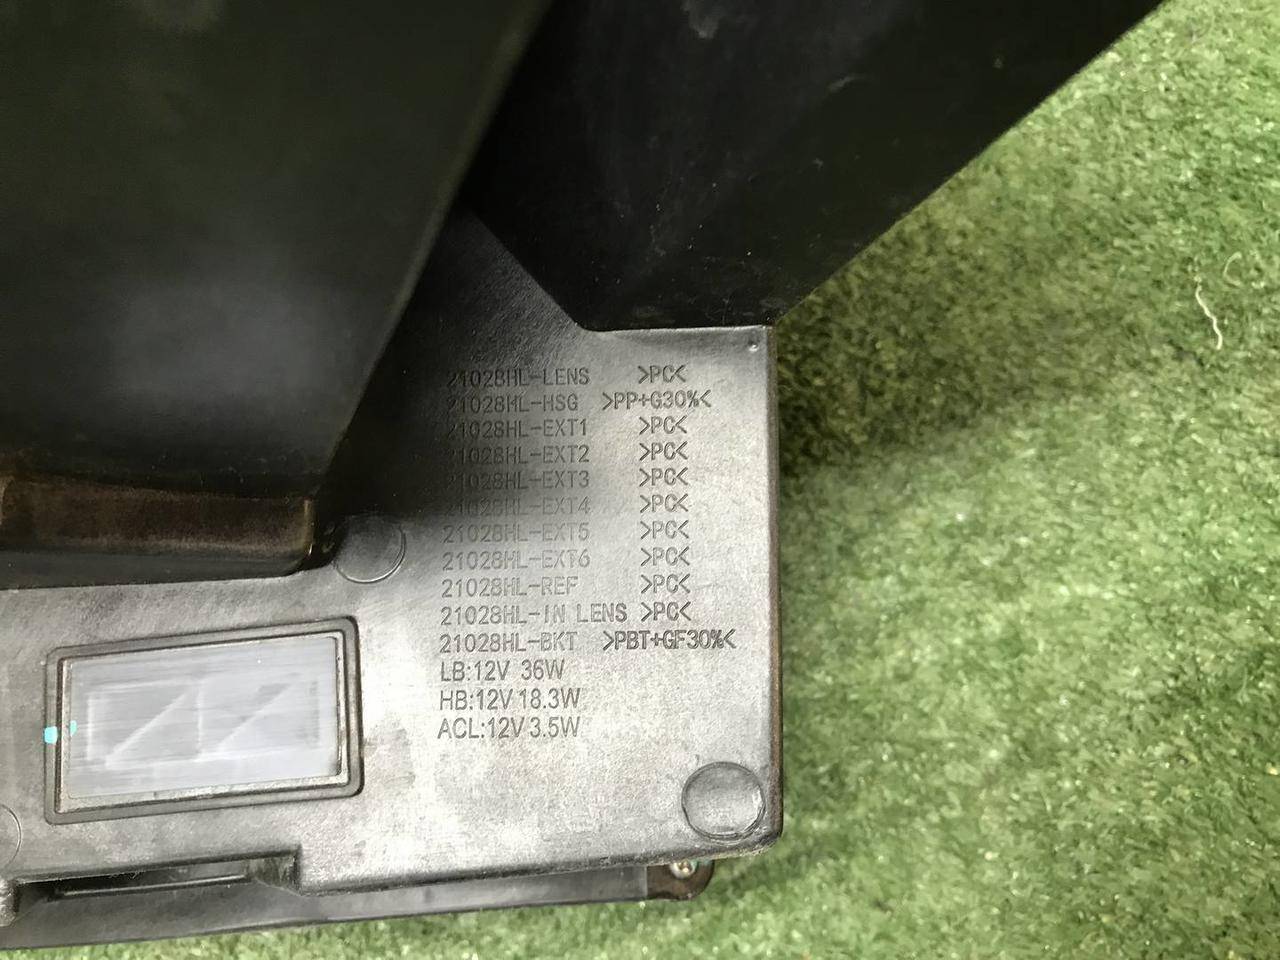 21028HL-LENS >PC<
21028HL-HSG >PP+G30%<
21028HL-EXT1 >PC<
21028HL-EXT2 >PC<
21028HL-EXT3 >PC<
21028HL-EXT4 >PC<
21028HL-EXT5 >PC<
21028HL-EXT6 >PC<
21028HL-REF >PC<
21028HL-IN LENS >PC<
21028HL-BKT >PBT+GF30%<
LB:12V 36W
HB:12V 18.3W
ACL:12V 3.5W